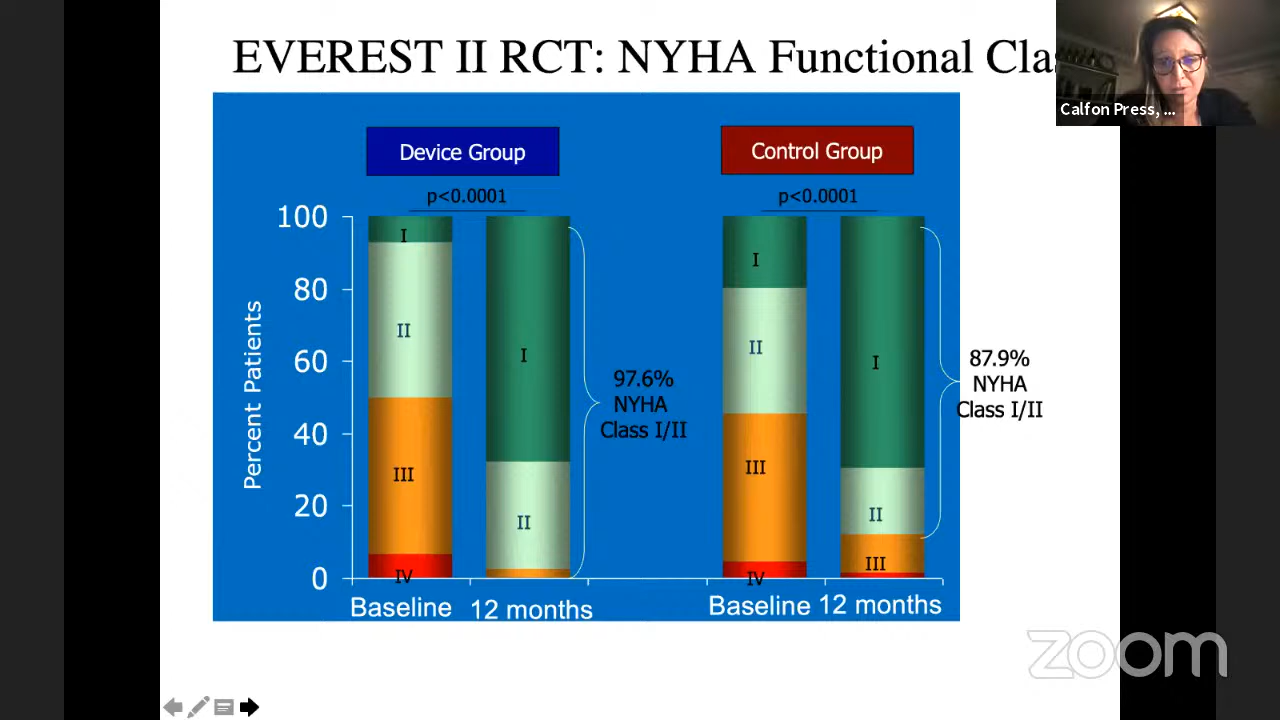 EVEREST II RCT: NYHA Functional Cla
Calfon Press, ...
Device Group
Control Group
p<0.0001
p<0.0001
Percent Patients
100
80
60
40
20
0
I
II
III
IV
I
II
97.6%
NYHA
Class I/II
I
II
III
IV
I
II
III
87.9%
NYHA
Class I/II
Baseline
12 months
Baseline
12 months
zoom